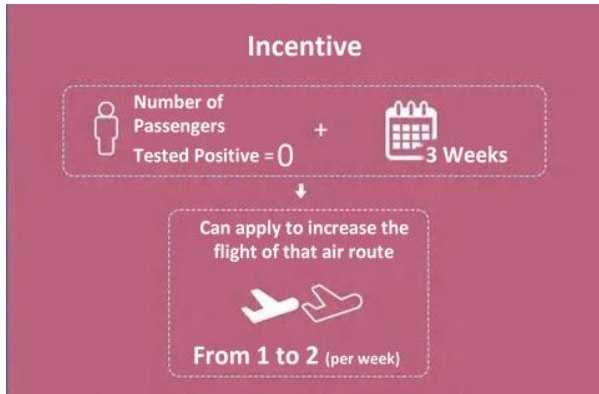 Incentive
Number of
Passengers
Tested Positive = 0
+
3 Weeks
Can apply to increase the
flight of that air route
From 1 to 2 (per week)